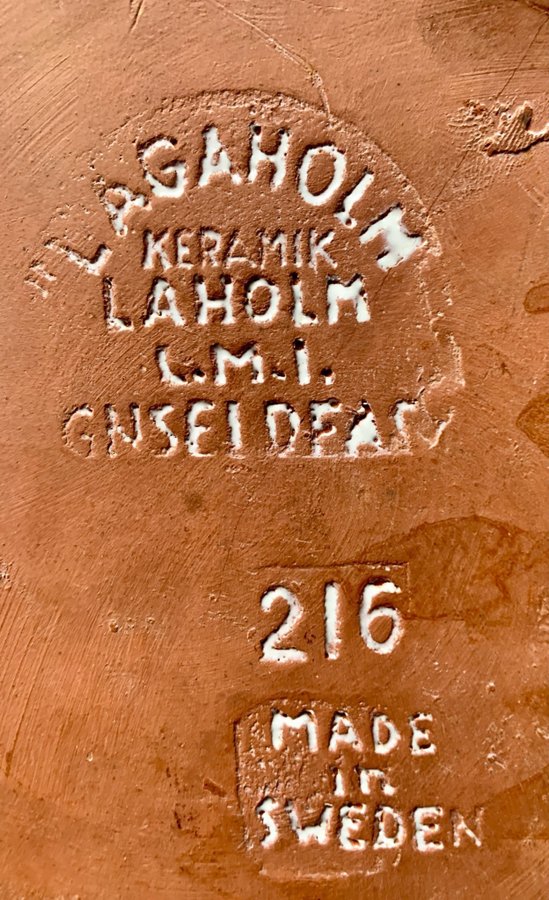 "LAGAHOLM
KERAMIK
LAHOLM
L.M.I.
216
MADE
in
SWEDEN